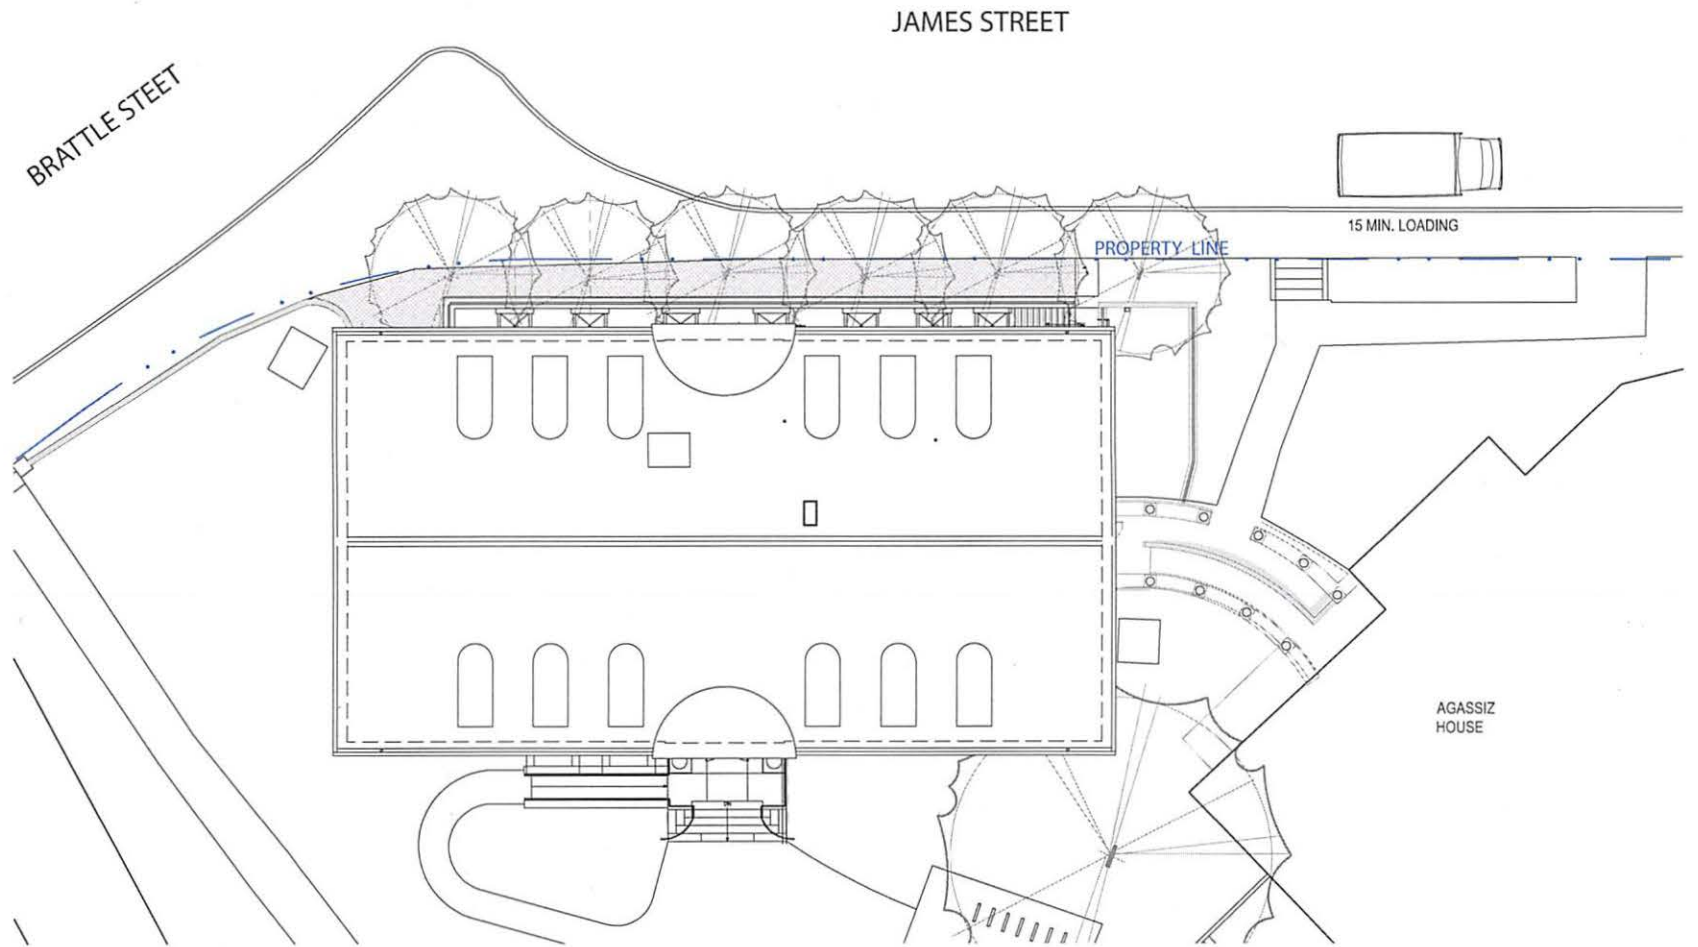 JAMES STREET
BRATTLE STEET
15 MIN. LOADING
PROPERTY LINE
AGASSIZ
HOUSE